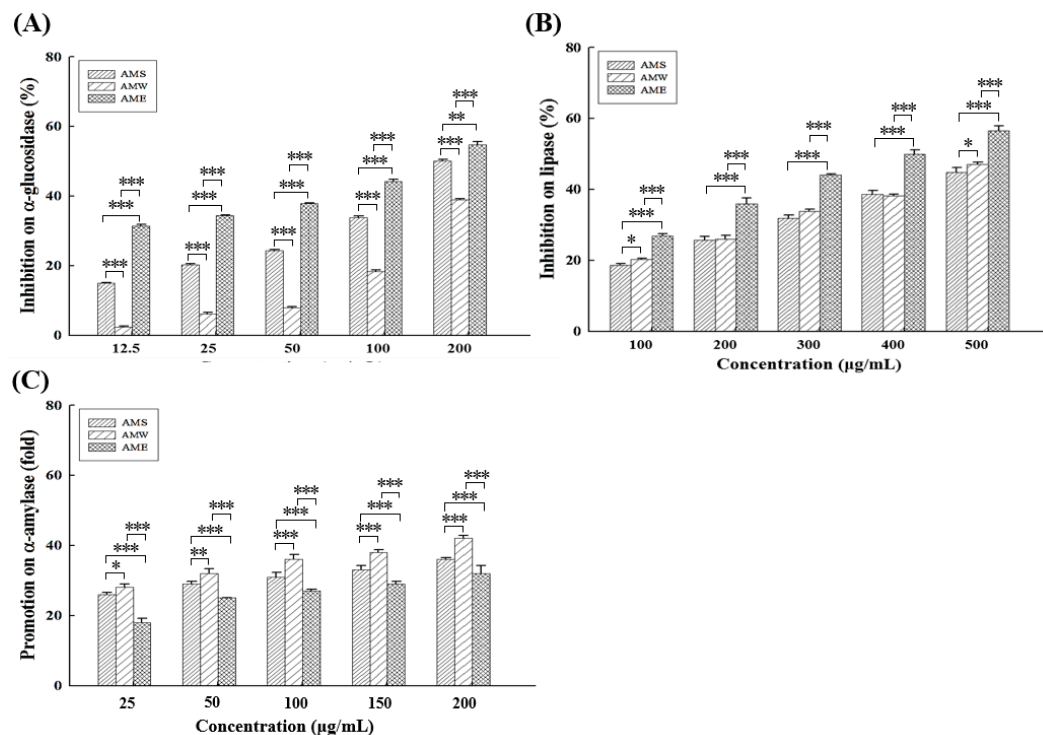 (A)
80
60
40
20
0
Inhibition on α-glucosidase (%)
AMS
AMW
AME
***
***
***
***
***
***
***
***
***
***
***
***
***
**
***
12.5 25 50 100 200
(B)
80
60
40
20
0
Inhibition on lipase (%)
AMS
AMW
AME
***
***
*
***
***
***
***
***
***
***
***
*
100 200 300 400 500
Concentration (μg/mL)
(C)
80
60
40
20
0
Promotion on α-amylase (fold)
AMS
AMW
AME
***
***
*
***
***
**
***
***
***
***
***
***
***
***
***
25 50 100 150 200
Concentration (μg/mL)